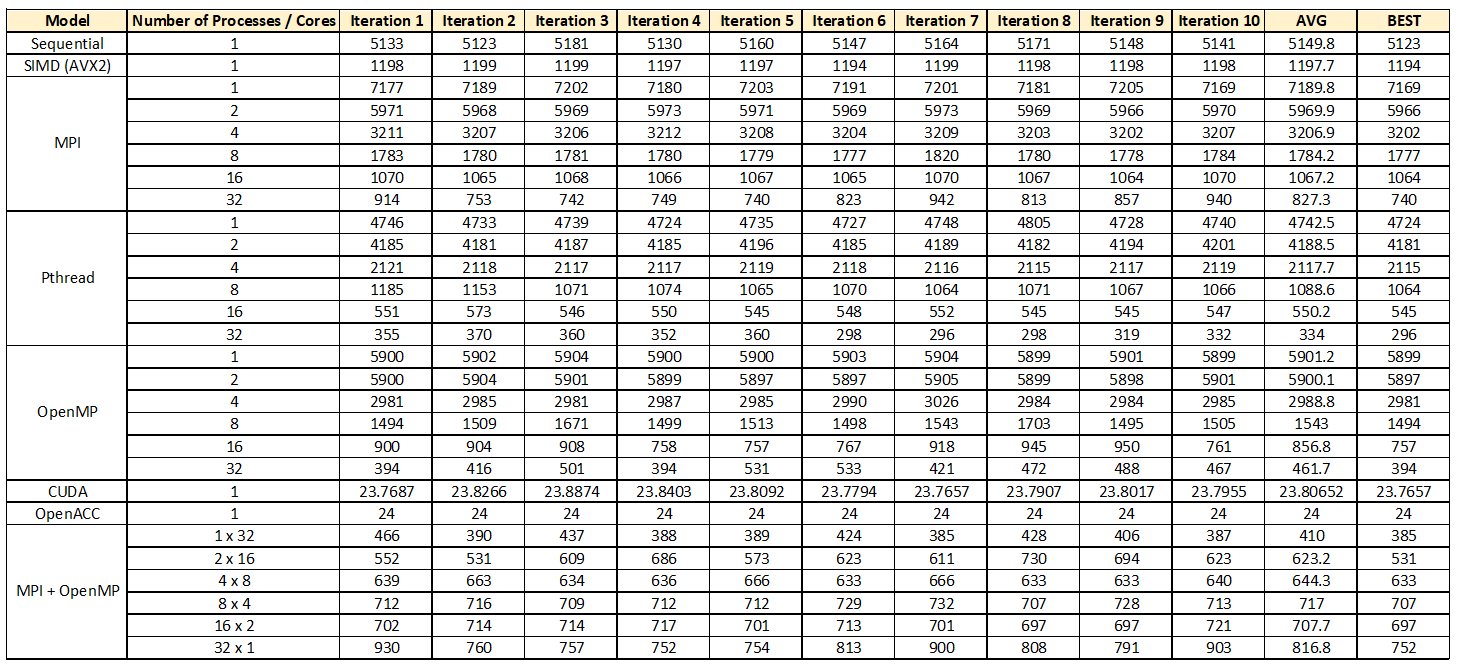 Model Number of Processes / Cores Iteration 1 Iteration 2 Iteration 3 Iteration 4 Iteration 5 Iteration 6 Iteration 7 Iteration 8 Iteration 9 Iteration 10 AVG BEST
Sequential 1 5133 5123 5181 5130 5160 5147 5164 5171 5148 5141 5149.8 5123
SIMD (AVX2) 1 1198 1199 1199 1197 1197 1194 1199 1198 1198 1198 1197.7 1194
MPI
1 7177 7189 7202 7180 7203 7191 7201 7181 7205 7169 7189.8 7169
2 5971 5968 5969 5973 5971 5969 5973 5969 5966 5970 5969.9 5966
4 3211 3207 3206 3212 3208 3204 3209 3203 3202 3207 3206.9 3202
8 1783 1780 1781 1780 1779 1777 1820 1780 1778 1784 1784.2 1777
16 1070 1065 1068 1066 1067 1065 1070 1067 1064 1070 1067.2 1064
32 914 753 742 749 740 823 942 813 857 940 827.3 740
Pthread
1 4746 4733 4739 4724 4735 4727 4748 4805 4728 4740 4742.5 4724
2 4185 4181 4187 4185 4196 4185 4189 4182 4194 4201 4188.5 4181
4 2121 2118 2117 2117 2119 2118 2116 2115 2117 2119 2117.7 2115
8 1185 1153 1071 1074 1065 1070 1064 1071 1067 1066 1088.6 1064
16 551 573 546 550 545 548 552 545 545 547 550.2 545
32 355 370 360 352 360 298 296 298 319 332 334 296
OpenMP
1 5900 5902 5904 5900 5900 5903 5904 5899 5901 5899 5901.2 5899
2 5900 5904 5901 5899 5897 5897 5905 5899 5898 5901 5900.1 5897
4 2981 2985 2981 2987 2985 2990 3026 2984 2984 2985 2988.8 2981
8 1494 1509 1671 1499 1513 1498 1543 1703 1495 1505 1543 1494
16 900 904 908 758 757 767 918 945 950 761 856.8 757
32 394 416 501 394 531 533 421 472 488 467 461.7 394
CUDA 1 23.7687 23.8266 23.8874 23.8403 23.8092 23.7794 23.7657 23.7907 23.8017 23.7955 23.80652 23.7657
OpenACC 1 24 24 24 24 24 24 24 24 24 24 24 24
MPI + OpenMP
1 x 32 466 390 437 388 389 424 385 428 406 387 410 385
2 x 16 552 531 609 686 573 623 611 730 694 623 623.2 531
4 x 8 639 663 634 636 666 633 666 633 633 640 644.3 633
8 x 4 712 716 709 712 712 729 732 707 728 713 717 707
16 x 2 702 714 714 717 701 713 701 697 697 721 707.7 697
32 x 1 930 760 757 752 754 813 900 808 791 903 816.8 752